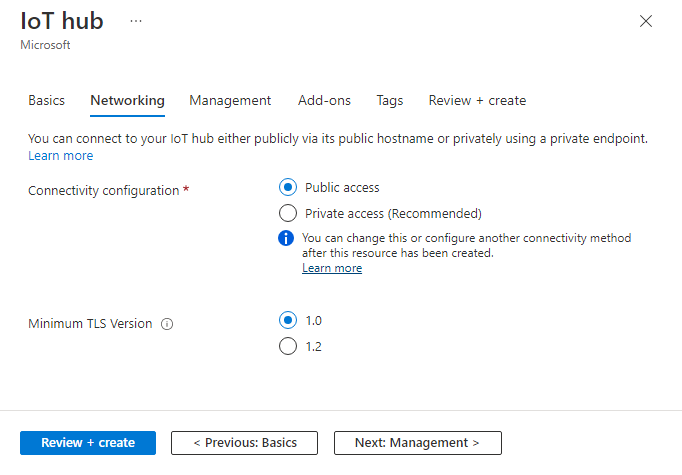 IoT hub ...
Microsoft
Basics Networking Management Add-ons Tags Review + create
You can connect to your IoT hub either publicly via its public hostname or privately using a private endpoint.
Learn more
Connectivity configuration *
Public access
Private access (Recommended)
You can change this or configure another connectivity method
after this resource has been created.
Learn more
Minimum TLS Version
1.0
1.2
Review + create < Previous: Basics Next: Management >